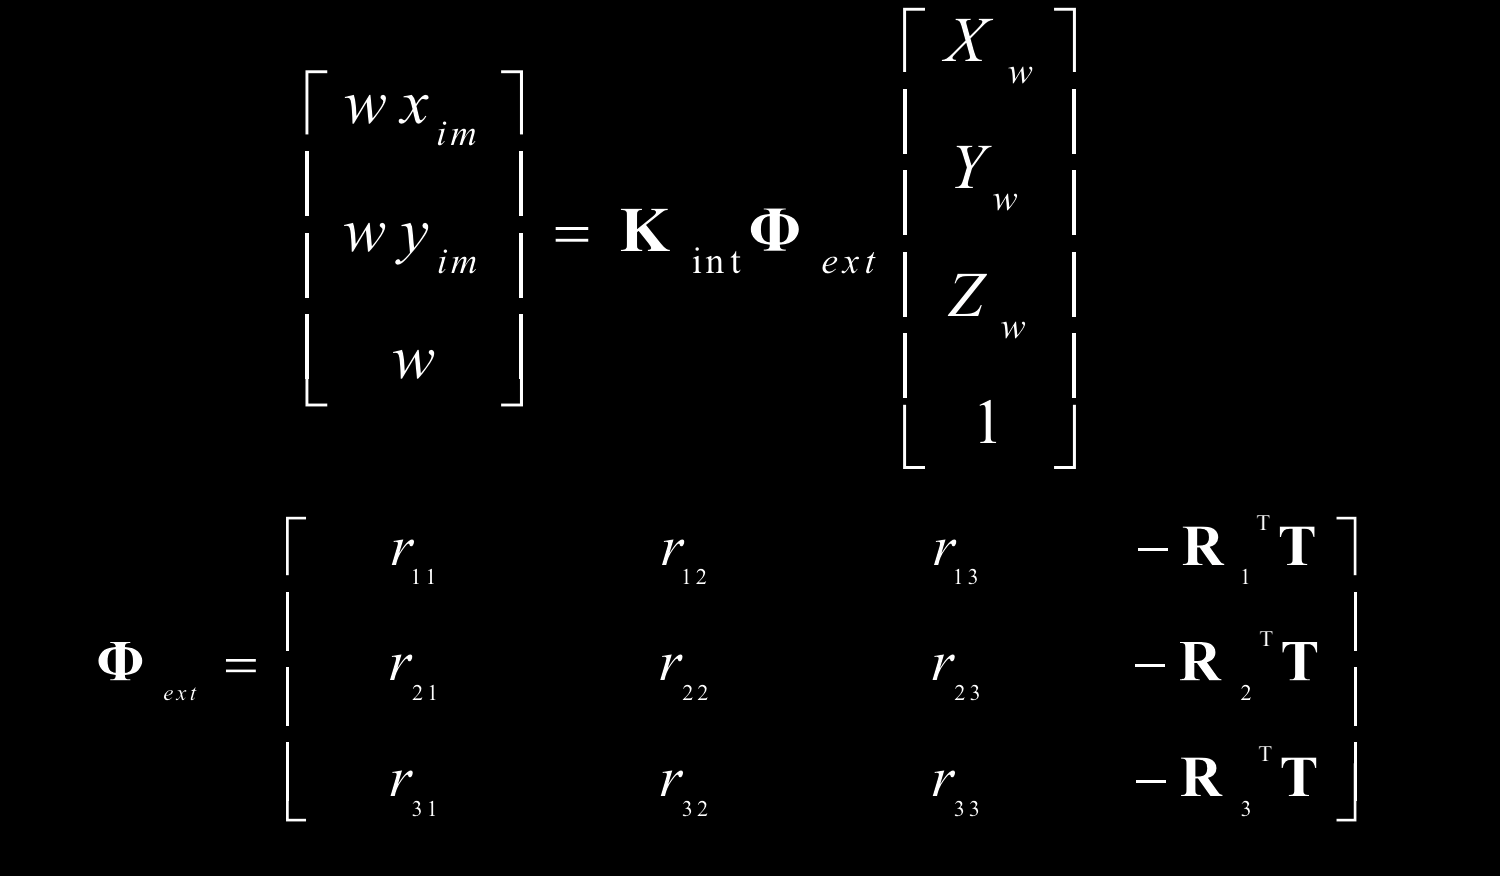 [ w x_im ; w y_im ; w ] = K_int Φ_ext [ X_w ; Y_w ; Z_w ; 1 ]
Φ_ext = [ r_11 r_12 r_13 −R_1^T T ; r_21 r_22 r_23 −R_2^T T ; r_31 r_32 r_33 −R_3^T T ]